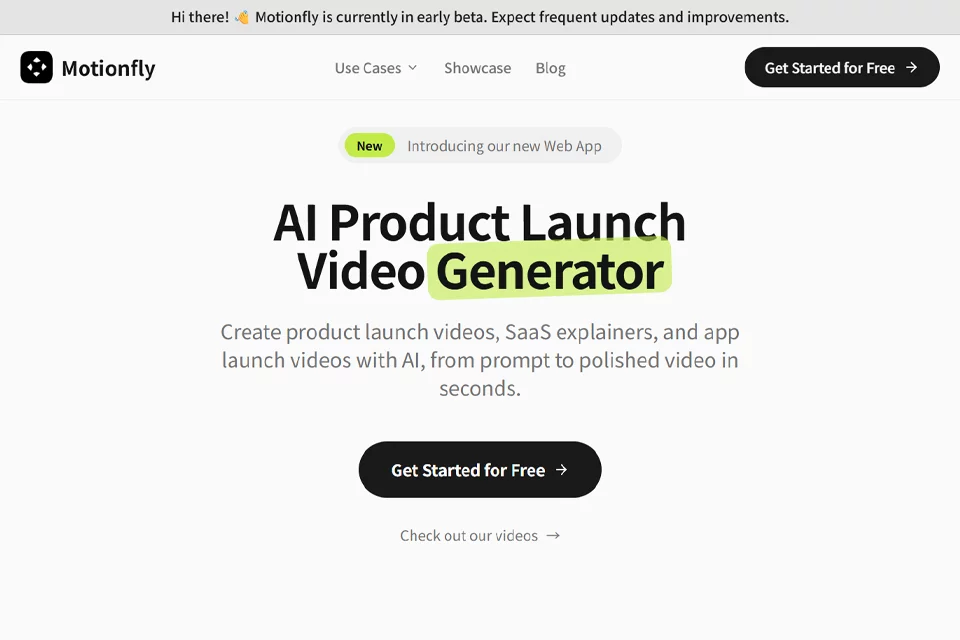 Hi there! 👋 Motionfly is currently in early beta. Expect frequent updates and improvements.
Motionfly
Use Cases
Showcase
Blog
Get Started for Free →
New
Introducing our new Web App
AI Product Launch
Video Generator
Create product launch videos, SaaS explainers, and app
launch videos with AI, from prompt to polished video in
seconds.
Get Started for Free →
Check out our videos →